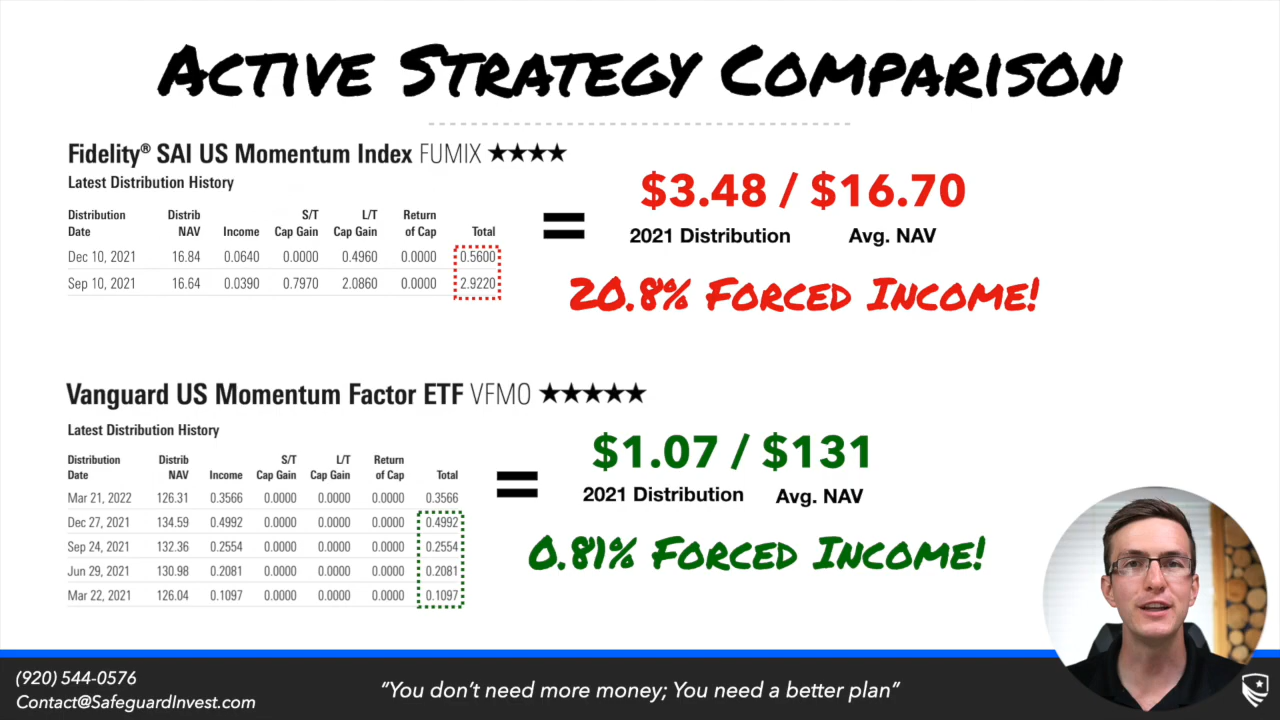 ACTIVE STRATEGY COMPARISON
Fidelity® SAI US Momentum Index FUMIX ★★★★
Latest Distribution History
Distribution Date Distrib NAV Income S/T Cap Gain L/T Cap Gain Return of Cap Total
Dec 10, 2021 16.84 0.0640 0.0000 0.4960 0.0000 0.5600
Sep 10, 2021 16.64 0.0390 0.7970 2.0860 0.0000 2.9220
= $3.48 / $16.70
2021 Distribution Avg. NAV
20.8% FORCED INCOME!
Vanguard US Momentum Factor ETF VFMO ★★★★★
Latest Distribution History
Distribution Date Distrib NAV Income S/T Cap Gain L/T Cap Gain Return of Cap Total
Mar 21, 2022 126.31 0.3566 0.0000 0.0000 0.0000 0.3566
Dec 27, 2021 134.59 0.4992 0.0000 0.0000 0.0000 0.4992
Sep 24, 2021 132.36 0.2554 0.0000 0.0000 0.0000 0.2554
Jun 29, 2021 130.98 0.2081 0.0000 0.0000 0.0000 0.2081
Mar 22, 2021 126.04 0.1097 0.0000 0.0000 0.0000 0.1097
= $1.07 / $131
2021 Distribution Avg. NAV
0.81% FORCED INCOME!
(920) 544-0576
Contact@SafeguardInvest.com
“You don’t need more money; You need a better plan”